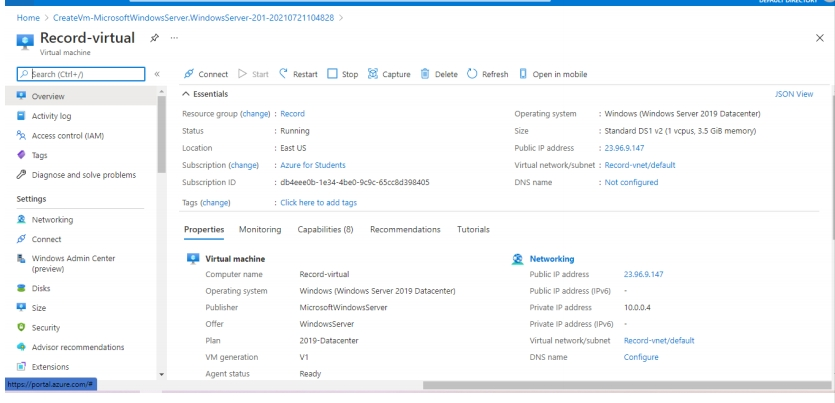 DEFAULT DIRECTORY
Home > CreateVm-MicrosoftWindowsServer.WindowsServer-201-20210721104828 >
Record-virtual
Virtual machine
Search (Ctrl+/)
«
Connect Start Restart Stop Capture Delete Refresh Open in mobile
Overview
Activity log
Access control (IAM)
Tags
Diagnose and solve problems
Settings
Networking
Connect
Windows Admin Center
(preview)
Disks
Size
Security
Advisor recommendations
Extensions
https://portal.azure.com/#
Essentials JSON View
Resource group (change) : Record
Status : Running
Location : East US
Subscription (change) : Azure for Students
Subscription ID : db4eee0b-1e34-4be0-9c9c-65cc8d398405
Tags (change) : Click here to add tags
Operating system : Windows (Windows Server 2019 Datacenter)
Size : Standard DS1 v2 (1 vcpus, 3.5 GiB memory)
Public IP address : 23.96.9.147
Virtual network/subnet : Record-vnet/default
DNS name : Not configured
Properties Monitoring Capabilities (8) Recommendations Tutorials
Virtual machine
Computer name Record-virtual
Operating system Windows (Windows Server 2019 Datacenter)
Publisher MicrosoftWindowsServer
Offer WindowsServer
Plan 2019-Datacenter
VM generation V1
Agent status Ready
Networking
Public IP address 23.96.9.147
Public IP address (IPv6) -
Private IP address 10.0.0.4
Private IP address (IPv6) -
Virtual network/subnet Record-vnet/default
DNS name Configure